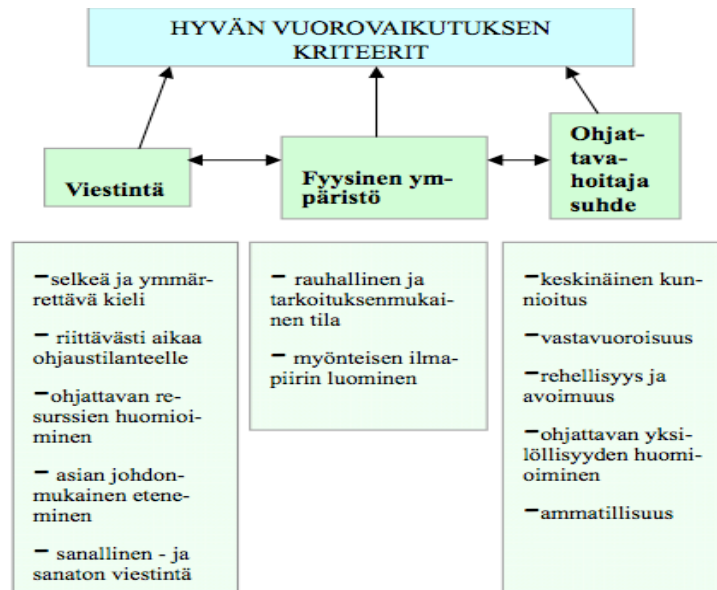 HYVÄN VUOROVAIKUTUKSEN
KRITEERIT
Viestintä
Fyysinen ym-
päristö
Ohjat-
tava-
hoitaja
suhde
–selkeä ja ymmär-
rettävä kieli
– riittävästi aikaa
ohjaustilanteelle
–ohjattavan re-
surssien huomioi-
minen
– asian johdon-
mukainen etene-
minen
– sanallinen - ja
sanaton viestintä
– rauhallinen ja
tarkoituksenmukai
nen tila
– myönteisen ilma-
piirin luominen
–keskinäinen kun-
nioitus
–vastavuoroisuus
–rehellisyys ja
avoimuus
–ohjattavan yksi-
löllisyyden huomi-
oiminen
–ammatillisuus